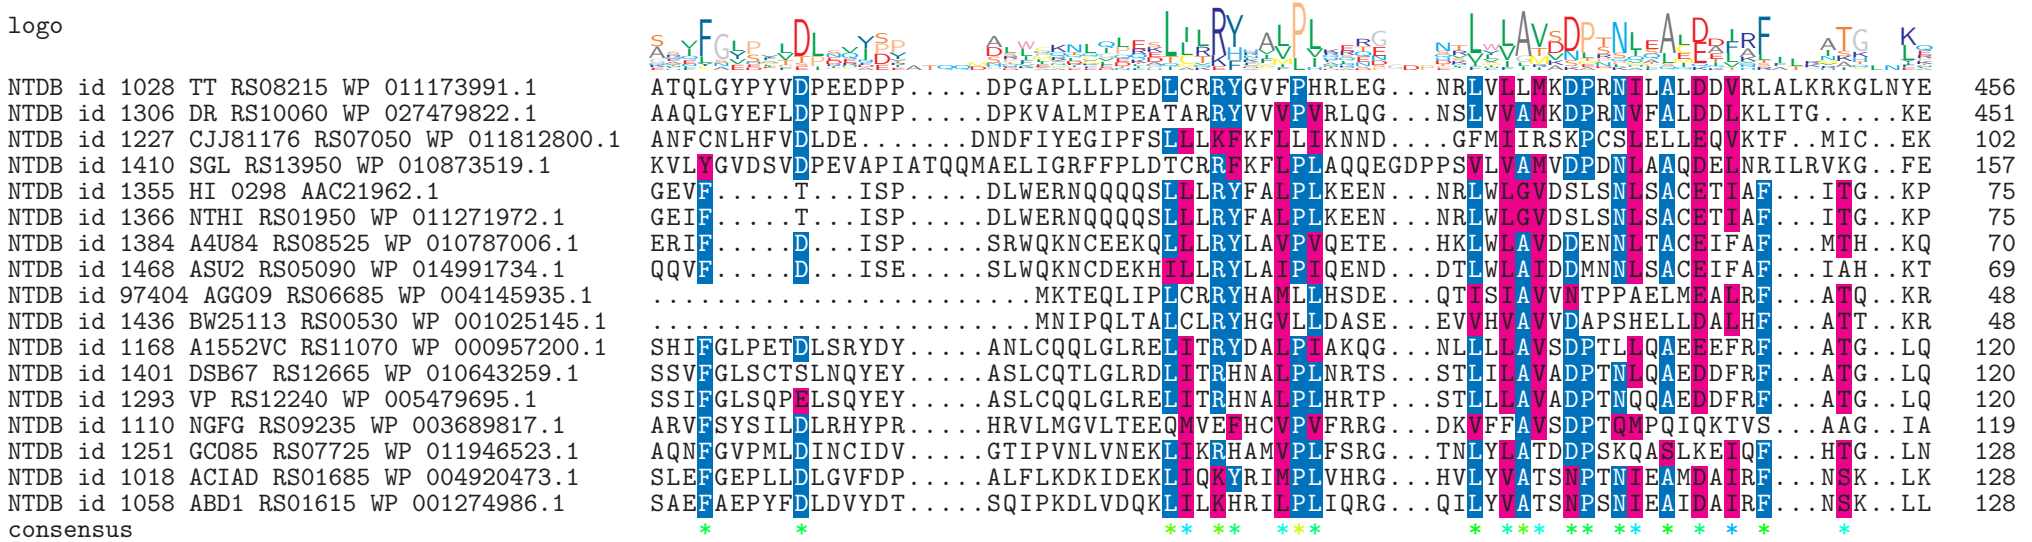 logo
NTDB id 1028 TT RS08215 WP 011173991.1 ATQLGYPYVDPEEDPP.....DPGAPLLLPEDLCRRYGVFPHRLEG...NRLVLLMKDPRNILALDDVRLALKRKGLNYE 456
NTDB id 1306 DR RS10060 WP 027479822.1 AAQLGYEFLDPIQNPP.....DPKVALMIPEATARRYVVVPVRLQG...NSLVVAMKDPRNVFALDDLKLITG.....KE 451
NTDB id 1227 CJJ81176 RS07050 WP 011812800.1 ANFCNLHFVDLDE.......DNDFIYEGIPFSLLLKFKFLLIKNND....GFMITRSKPCSLELLEQVKTF..MIC..EK 102
NTDB id 1410 SGL RS13950 WP 010873519.1 KVLYGVDSVDPEVAPIATQQMAELIGRFFPLDTCRRFKFLPLAQQEGDPPSVLVAMVDPDNLAAQDELNRILRVKG..FE 157
NTDB id 1355 HI 0298 AAC21962.1 GEVF.....T...ISP.....DLWERNQQQQSLLLRYFALPLKEEN...NRLWLGVDSLSNLSACETIAF...ITG..KP 75
NTDB id 1366 NTHI RS01950 WP 011271972.1 GEIF.....T...ISP.....DLWERNQQQQSLLLRYFALPLKEEN...NRLWLGVDSLSNLSACETIAF...ITG..KP 75
NTDB id 1384 A4U84 RS08525 WP 010787006.1 ERIF.....D...ISP.....SRWQKNCEEKQLLLRYLAVPVQETE...HKLWLAVDDENNLTACEIFAF...MTH..KQ 70
NTDB id 1468 ASU2 RS05090 WP 014991734.1 QQVF.....D...ISE.....SLWQKNCDEKHILLRYLAIPIQEND...DTLWLAIDDMNNLSACEIFAF...IAH..KT 69
NTDB id 97404 AGG09 RS06685 WP 004145935.1 ........................MKTEQLIPLCRRYHAMLLHSDE...QTISIAVVNTPPAELMEALRF...ATQ..KR 48
NTDB id 1436 BW25113 RS00530 WP 001025145.1 ........................MNIPQLTALCLRYHGVLLDASE...EVVHVAVVDAPSHELLDALHF...ATT..KR 48
NTDB id 1168 A1552VC RS11070 WP 000957200.1 SHIFGLPETDLSRYDY.....ANLCQQLGLRELITRYDALPIAKQG...NLLLLAVSDPTLLQAEEEFRF...ATG..LQ 120
NTDB id 1401 DSB67 RS12665 WP 010643259.1 SSVFGLSCTSLNQYEY.....ASLCQTLGLRDLITRHNALPLNRTS...STLILAVADPTNLQAEDDFRF...ATG..LQ 120
NTDB id 1293 VP RS12240 WP 005479695.1 SSIFGLSQPELSQYEY.....ASLCQQLGLRELITRHNALPLHRTP...STLLLAVADPTNQQAEDDFRF...ATG..LQ 120
NTDB id 1110 NGFG RS09235 WP 003689817.1 ARVFSYSILDLRHYPR.....HRVLMGVLTEEQMVEFHCVPVFRRG...DKVFFAVSDPTQMPQIQKTVS...AAG..IA 119
NTDB id 1251 GCO85 RS07725 WP 011946523.1 AQNFGVPMLDINCIDV.....GTIPVNLVNEKLIKRHAMVPLFSRG...TNLYLATDDPSKQASLKEIQF...HTG..LN 128
NTDB id 1018 ACIAD RS01685 WP 004920473.1 SLEFGEPLLDLGVFDP.....ALFLKDKIDEKLIQKYRIMPLVHRG...HVLYVATSNPTNIEAMDAIRF...NSK..LK 128
NTDB id 1058 ABD1 RS01615 WP 001274986.1 SAEFAEPYFDLDVYDT.....SQIPKDLVDQKLILKHRILPLIQRG...QILYVATSNPSNIEAIDAIRF...NSK..LL 128
consensus * * ** ** *** * **** ** ** * * * * *